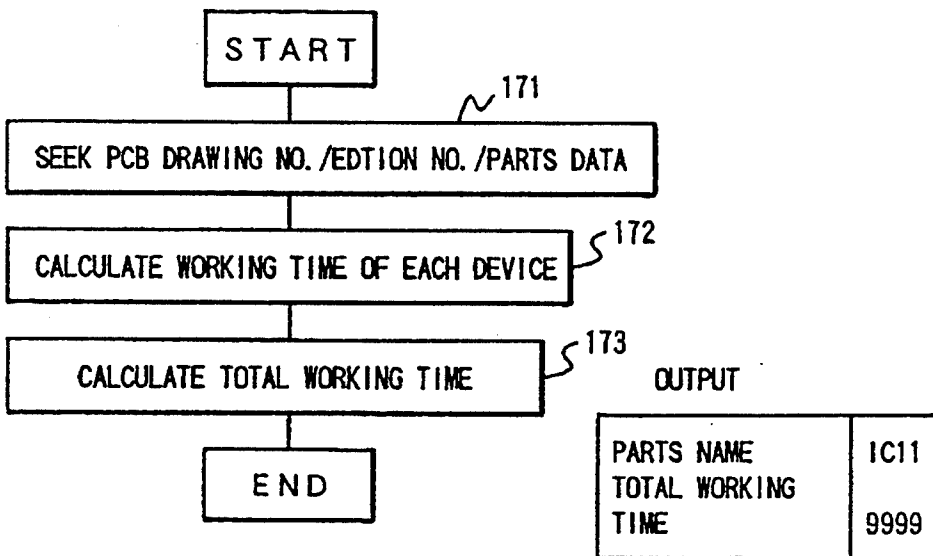 START
171
SEEK PCB DRAWING NO./EDTION NO./PARTS DATA
172
CALCULATE WORKING TIME OF EACH DEVICE
173
CALCULATE TOTAL WORKING TIME
END
OUTPUT
PARTS NAME IC11
TOTAL WORKING
TIME 9999